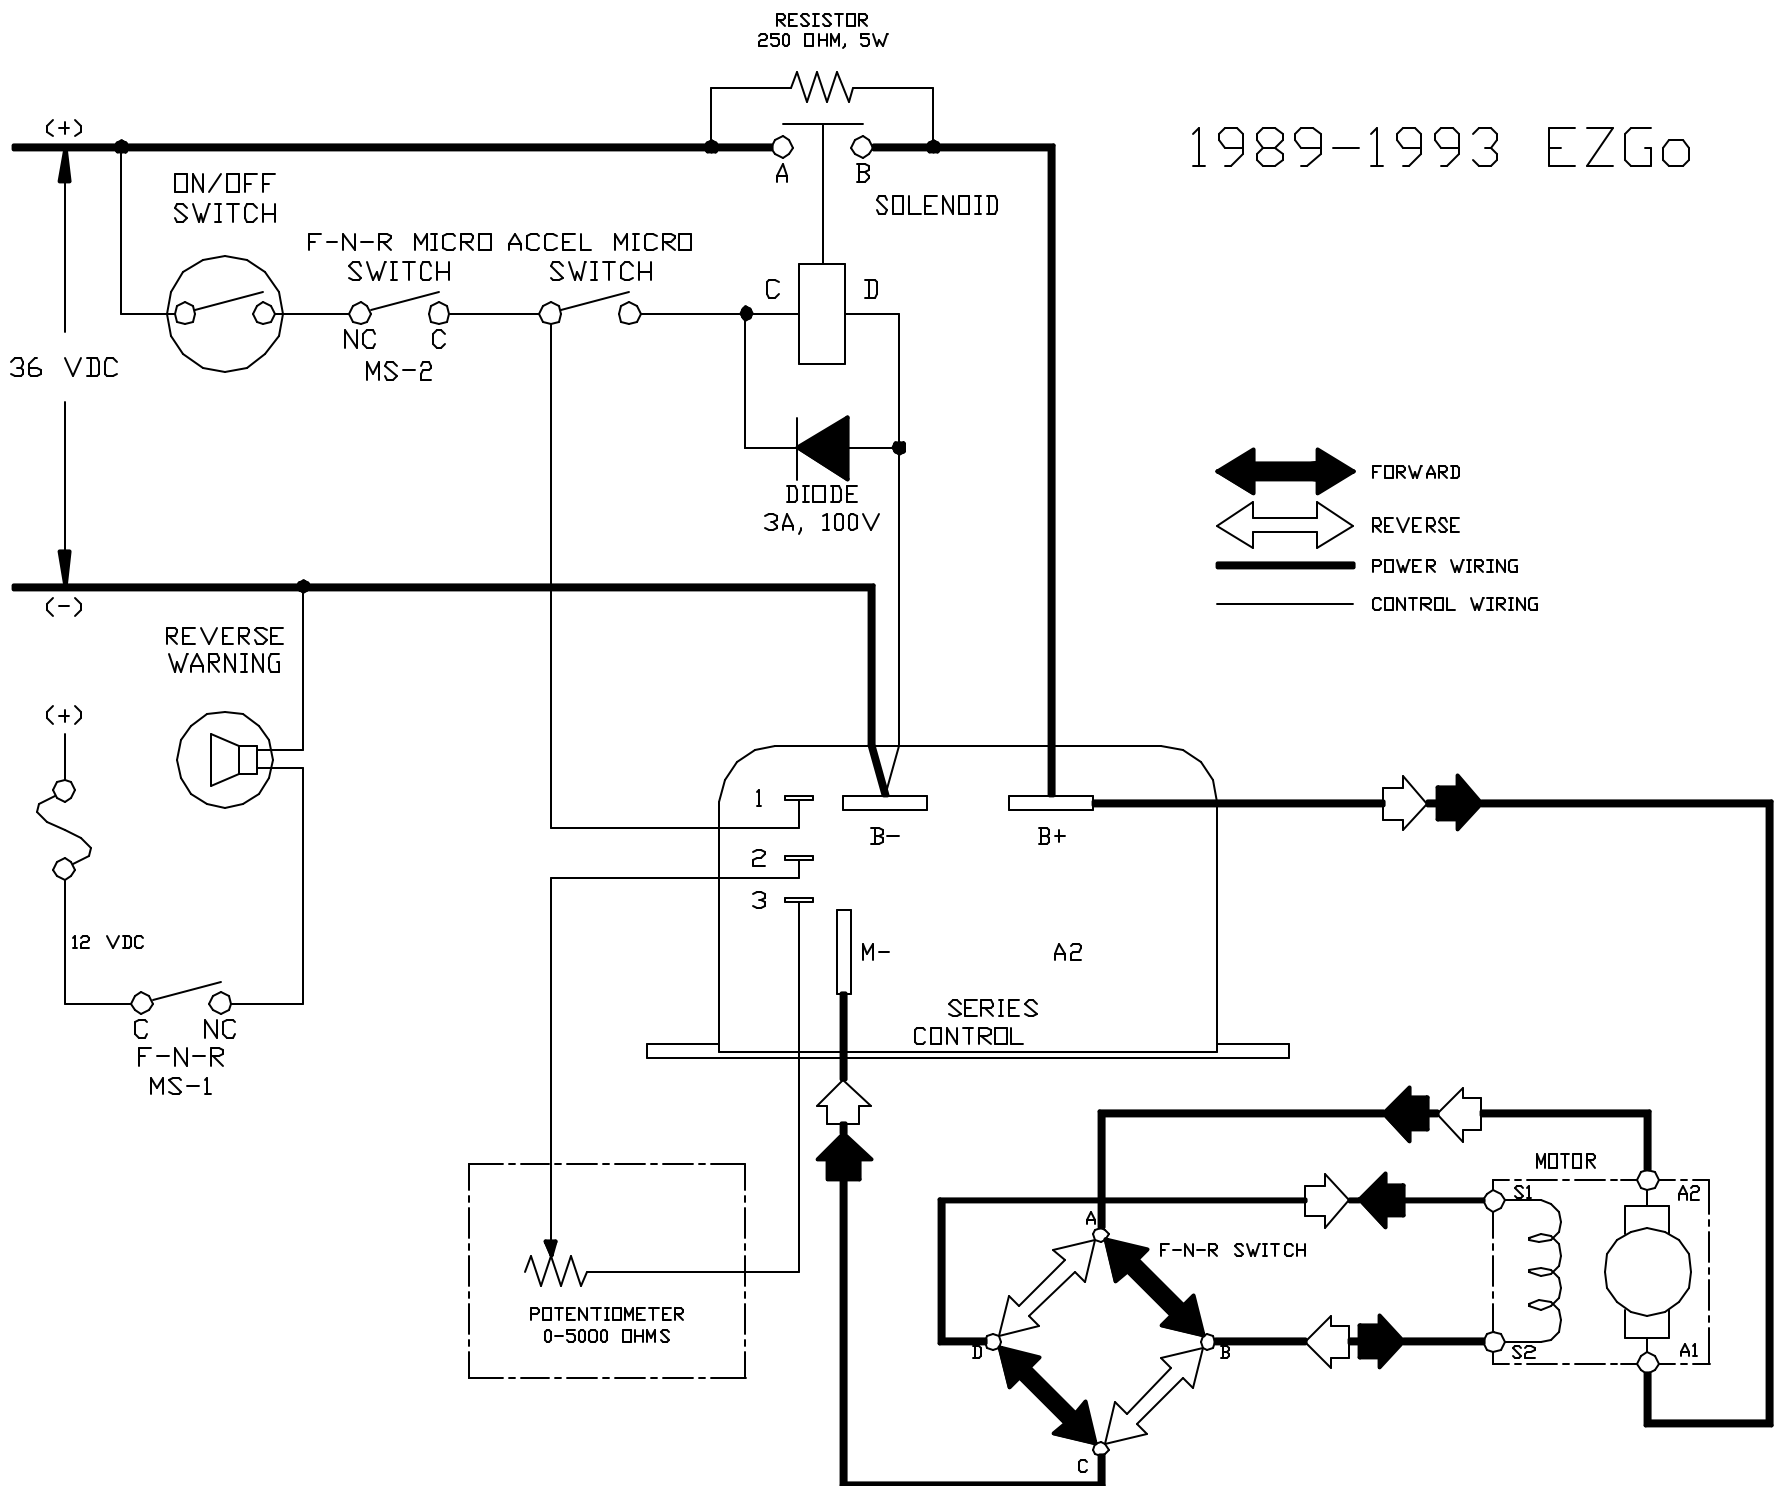 RESISTOR
250 OHM, 5W
(+)
1989-1993 EZGo
A
B
ON/OFF
SWITCH
SOLENOID
F-N-R MICRO
SWITCH
ACCEL MICRO
SWITCH
C
D
NC
C
36 VDC
MS-2
FORWARD
DIODE
3A, 100V
REVERSE
POWER WIRING
CONTROL WIRING
(-)
REVERSE
WARNING
(+)
1
B-
B+
2
3
12 VDC
M-
A2
SERIES
CONTROL
C
NC
F-N-R
MS-1
MOTOR
S1
A2
A
F-N-R SWITCH
POTENTIOMETER
0-5000 OHMS
D
B
S2
A1
C